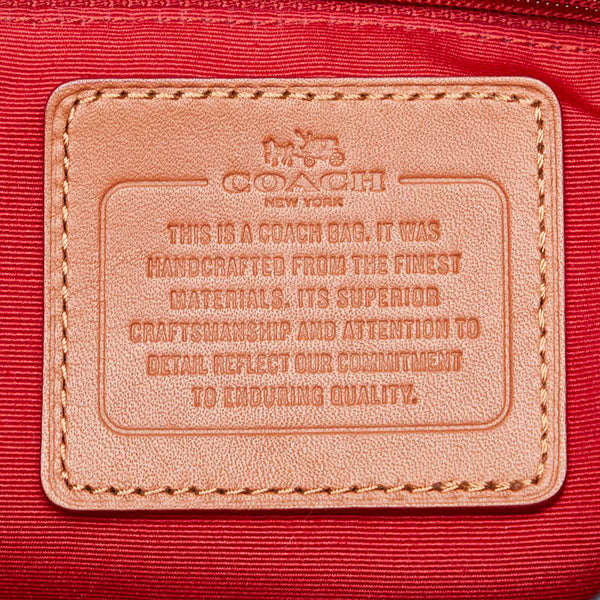 COACH
NEW YORK
THIS IS A COACH BAG. IT WAS
HANDCRAFTED FROM THE FINEST
MATERIALS. ITS SUPERIOR
CRAFTSMANSHIP AND ATTENTION TO
DETAIL REFLECT OUR COMMITMENT
TO ENDURING QUALITY.